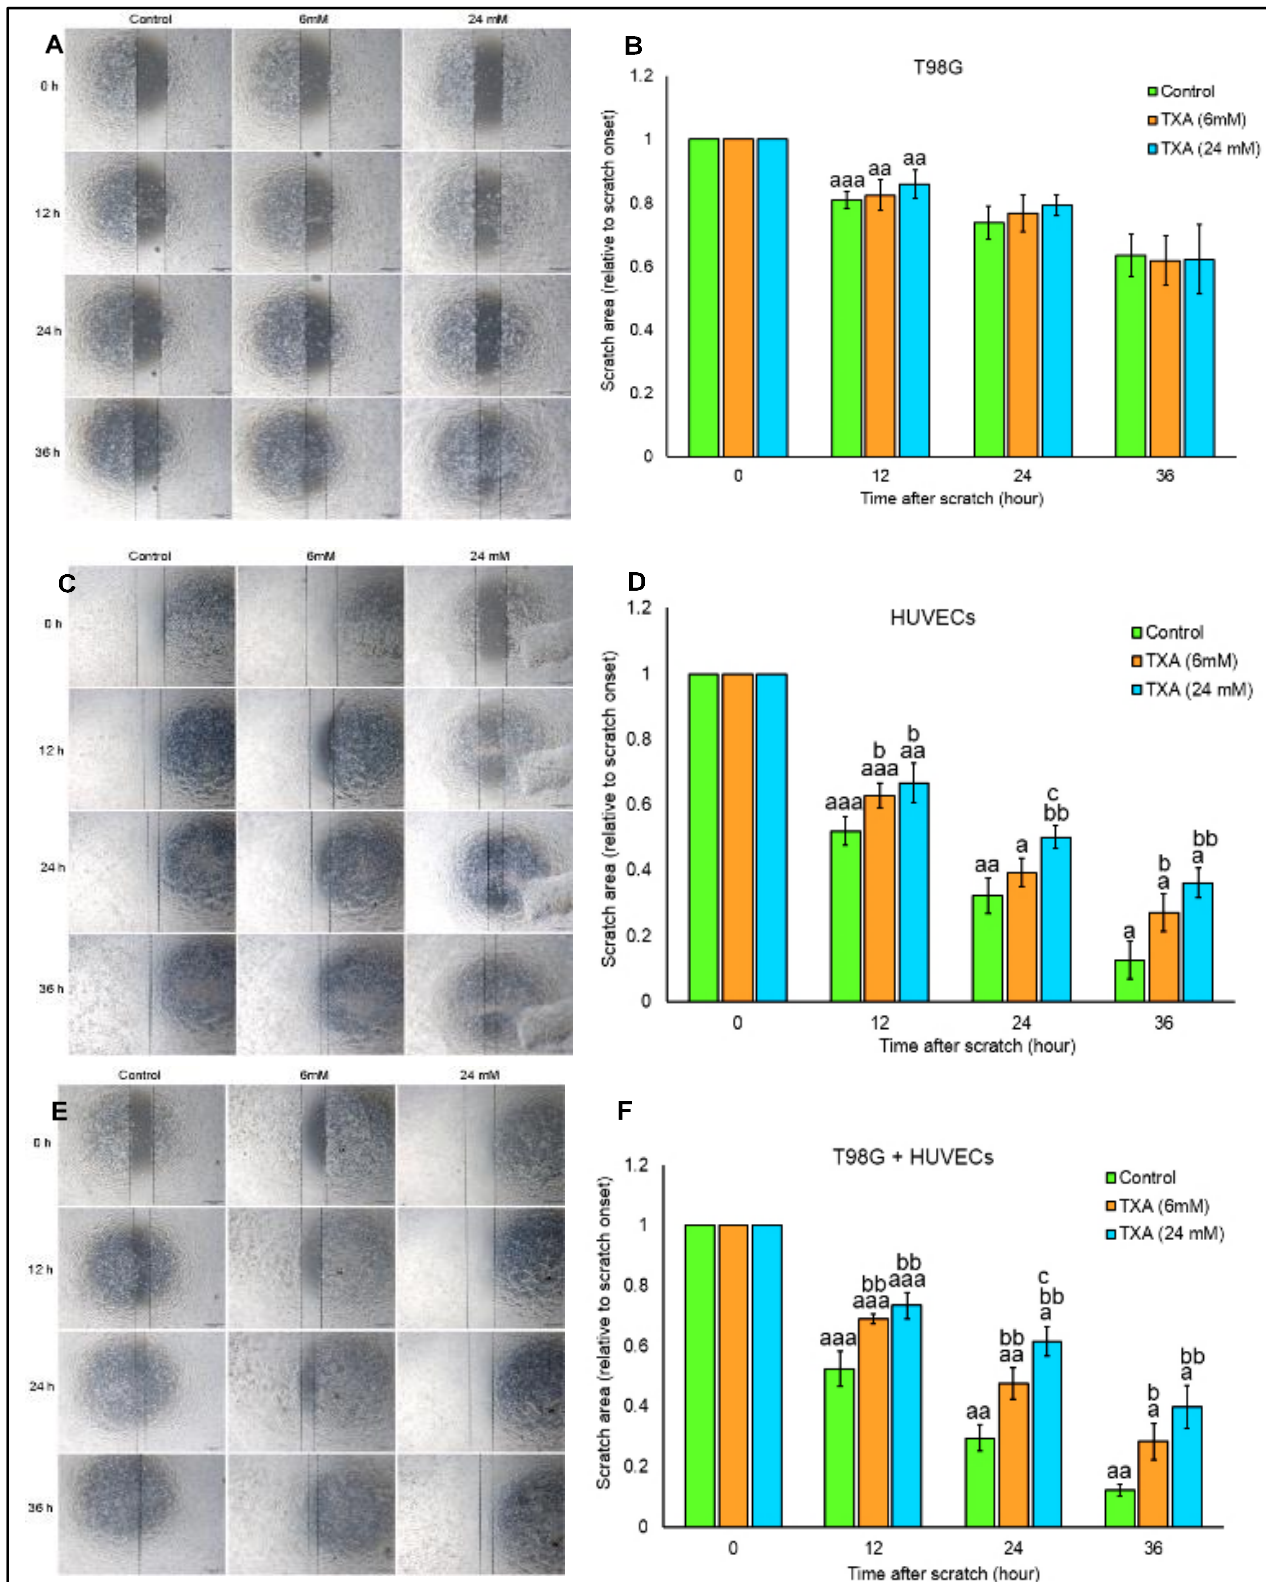 Control 6mM 24 mM
A
0 h
12 h
24 h
36 h
B
T98G
Control
TXA (6mM)
TXA (24 mM)
Scratch area (relative to scratch onset)
1.2
1
0.8
0.6
0.4
0.2
0
aaa aa aa
0 12 24 36
Time after scratch (hour)
Control 6mM 24 mM
C
0 h
12 h
24 h
36 h
D
HUVECs
Control
TXA (6mM)
TXA (24 mM)
Scratch area (relative to scratch onset)
1.2
1
0.8
0.6
0.4
0.2
0
b b
aaa aaa aa
c
aa a bb
b bb
a a a
0 12 24 36
Time after scratch (hour)
Control 6mM 24 mM
E
0 h
12 h
24 h
36 h
F
T98G + HUVECs
Control
TXA (6mM)
TXA (24 mM)
Scratch area (relative to scratch onset)
1.2
1
0.8
0.6
0.4
0.2
0
bb bb
aaa aaa aaa
c
bb bb
aa aa a
b bb
aa a a
0 12 24 36
Time after scratch (hour)